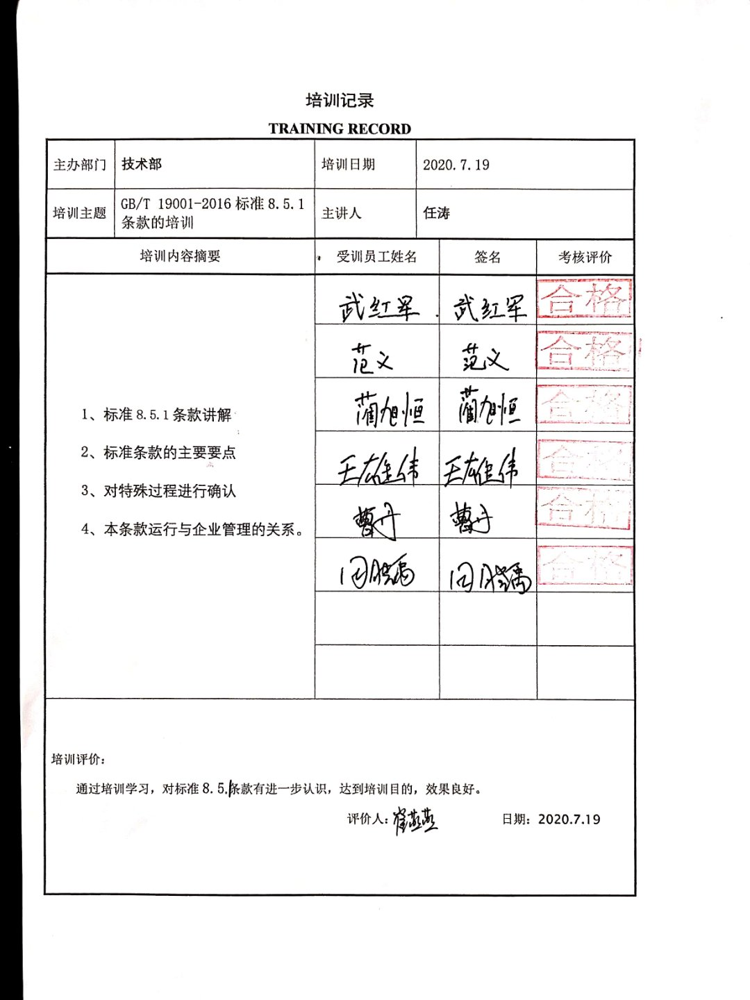 培训记录
TRAINING RECORD
主办部门 技术部 培训日期 2020.7.19
培训主题 GB/T 19001-2016 标准 8.5.1
条款的培训
主讲人 任涛
培训内容摘要 受训员工姓名 签名 考核评价
武红军 武红军 合格
范义 范义 合格
蔺旭恒 蔺旭恒 合格
王雄伟 王雄伟 合格
曹丹 曹丹 合格
合格
1、标准 8.5.1 条款讲解
2、标准条款的主要要点
3、对特殊过程进行确认
4、本条款运行与企业管理的关系。
培训评价：
通过培训学习，对标准 8.5.1条款有进一步认识，达到培训目的，效果良好。
评价人：崔燕燕 日期：2020.7.19